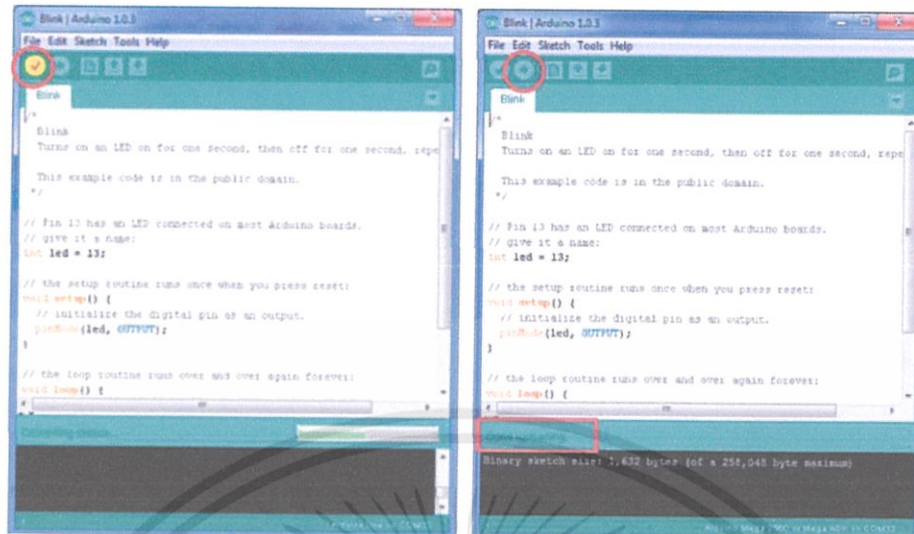 Blink | Arduino 1.0.3
File Edit Sketch Tools Help
Blink
/*
Blink
Turns on an LED on for one second, then off for one second, repe
This example code is in the public domain.
*/
// Pin 13 has an LED connected on most Arduino boards.
// give it a name:
int led = 13;
// the setup routine runs once when you press reset:
void setup() {
// initialize the digital pin as an output.
pinMode(led, OUTPUT);
}
// the loop routine runs over and over again forever:
void loop() {
Compiling sketch
Blink | Arduino 1.0.3
File Edit Sketch Tools Help
Blink
/*
Blink
Turns on an LED on for one second, then off for one second, repe
This example code is in the public domain.
*/
// Pin 13 has an LED connected on most Arduino boards.
// give it a name:
int led = 13;
// the setup routine runs once when you press reset:
void setup() {
// initialize the digital pin as an output.
pinMode(led, OUTPUT);
}
// the loop routine runs over and over again forever:
void loop() {
Done uploading.
Binary sketch size: 1,632 bytes (of a 258,048 byte maximum)
Arduino Mega 2560 or Mega ADK on